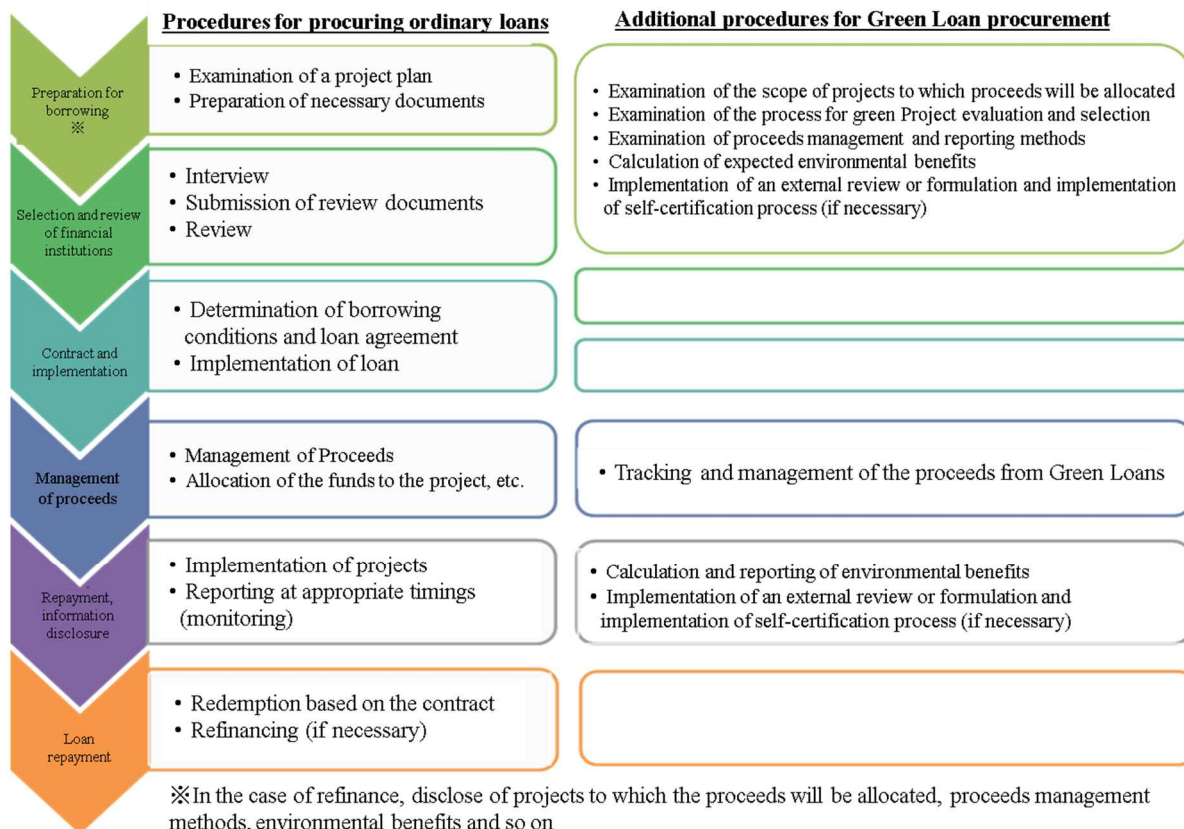 Procedures for procuring ordinary loans
Additional procedures for Green Loan procurement
Preparation for
borrowing
※
• Examination of a project plan
• Preparation of necessary documents
• Examination of the scope of projects to which proceeds will be allocated
• Examination of the process for green Project evaluation and selection
• Examination of proceeds management and reporting methods
• Calculation of expected environmental benefits
• Implementation of an external review or formulation and implementation
of self-certification process (if necessary)
Selection and review
of financial
institutions
• Interview
• Submission of review documents
• Review
Contract and
implementation
• Determination of borrowing
conditions and loan agreement
• Implementation of loan
Management
of proceeds
• Management of Proceeds
• Allocation of the funds to the project, etc.
• Tracking and management of the proceeds from Green Loans
Repayment,
information
disclosure
• Implementation of projects
• Reporting at appropriate timings
(monitoring)
• Calculation and reporting of environmental benefits
• Implementation of an external review or formulation and
implementation of self-certification process (if necessary)
Loan
repayment
• Redemption based on the contract
• Refinancing (if necessary)
※In the case of refinance, disclose of projects to which the proceeds will be allocated, proceeds management
methods, environmental benefits and so on